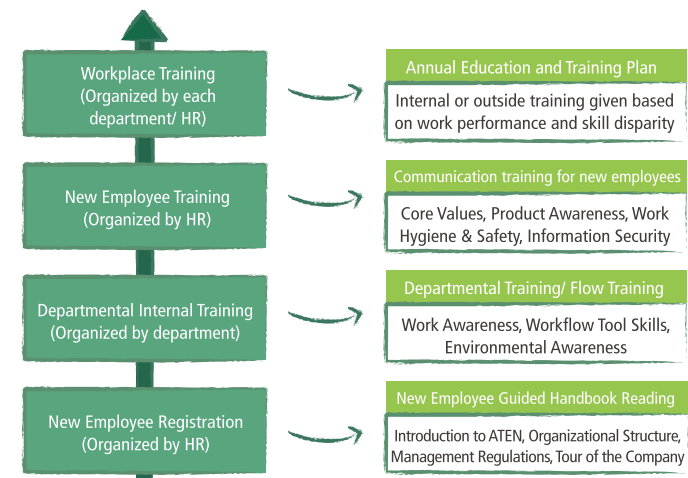 Workplace Training
(Organized by each
department/ HR)
Annual Education and Training Plan
Internal or outside training given based
on work performance and skill disparity
New Employee Training
(Organized by HR)
Communication training for new employees
Core Values, Product Awareness, Work
Hygiene & Safety, Information Security
Departmental Internal Training
(Organized by department)
Departmental Training/ Flow Training
Work Awareness, Workflow Tool Skills,
Environmental Awareness
New Employee Registration
(Organized by HR)
New Employee Guided Handbook Reading
Introduction to ATEN, Organizational Structure,
Management Regulations, Tour of the Company